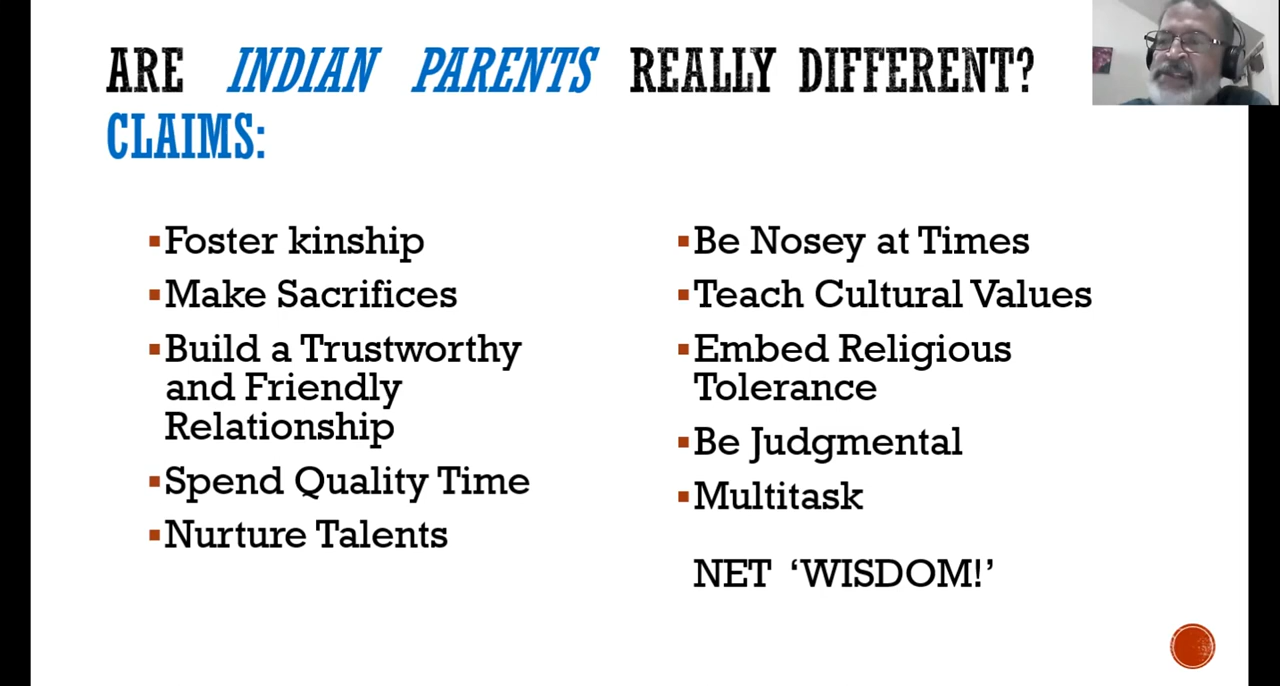 ARE INDIAN PARENTS REALLY DIFFERENT?
CLAIMS:
Foster kinship
Make Sacrifices
Build a Trustworthy
and Friendly
Relationship
Spend Quality Time
Nurture Talents
Be Nosey at Times
Teach Cultural Values
Embed Religious
Tolerance
Be Judgmental
Multitask
NET ‘WISDOM!’